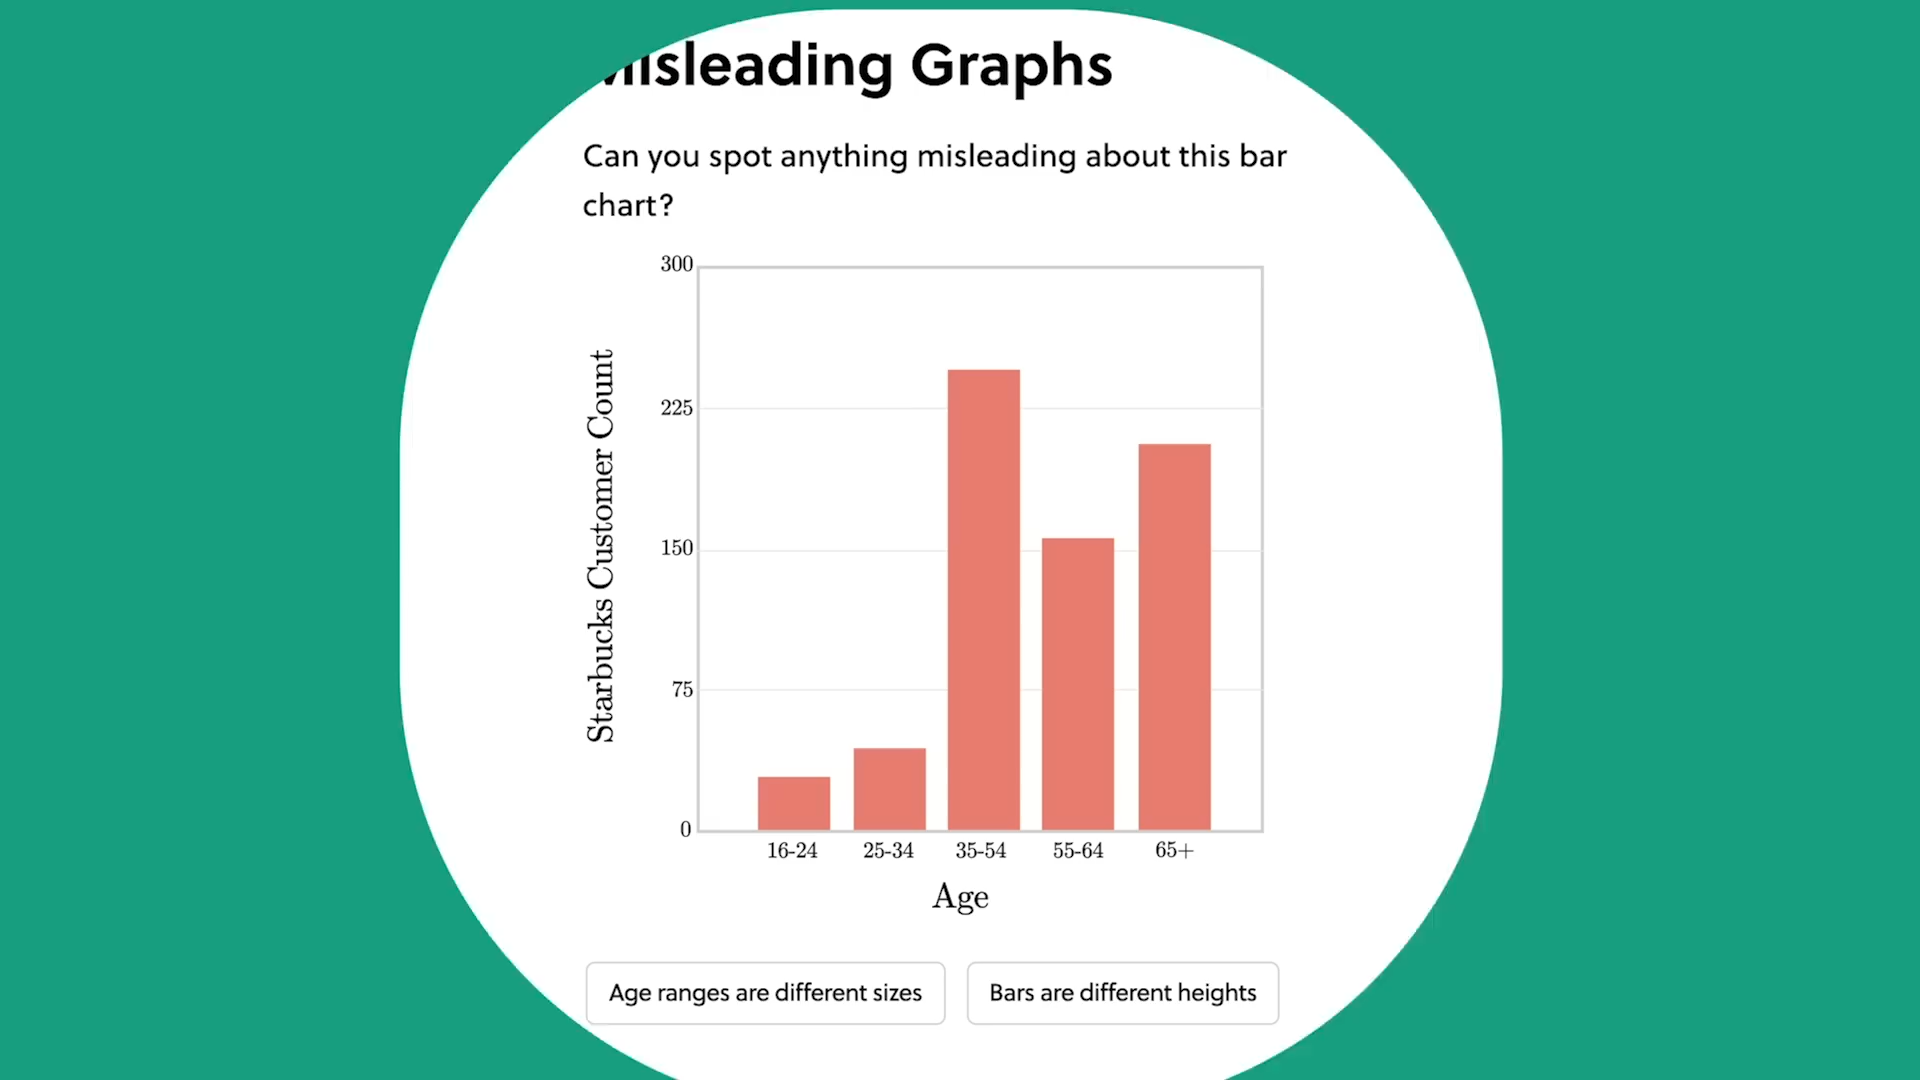 Misleading Graphs
Can you spot anything misleading about this bar
chart?
300
225
150
75
0
Starbucks Customer Count
16-24
25-34
35-54
55-64
65+
Age
Age ranges are different sizes
Bars are different heights